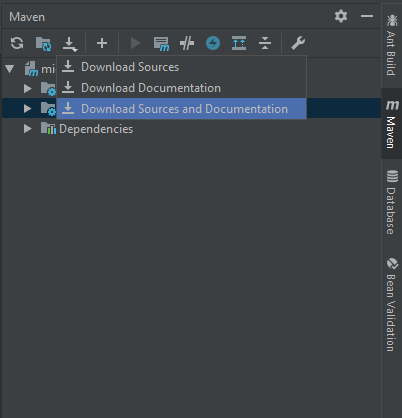 Maven
mi
Download Sources
Download Documentation
Download Sources and Documentation
Dependencies
Ant Build
m Maven
Database
Bean Validation